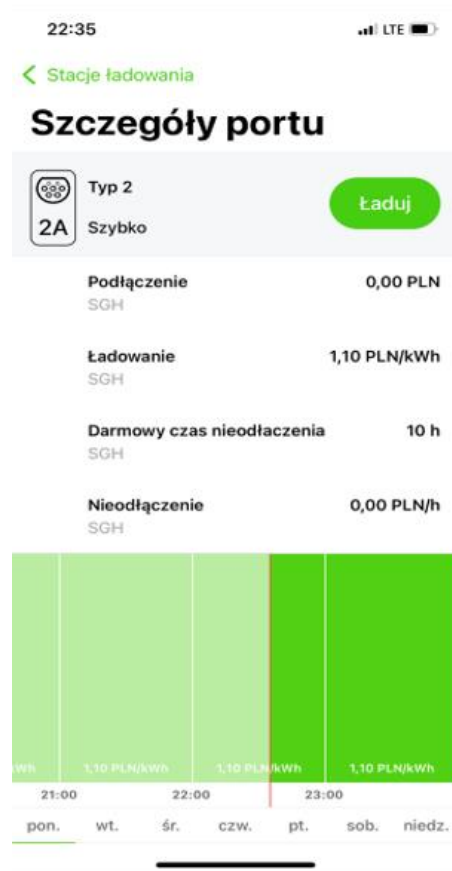 22:35 LTE
Stacje ładowania
Szczegóły portu
Typ 2
Ładuj
2A
Szybko
Podłączenie 0,00 PLN
SGH
Ładowanie 1,10 PLN/kWh
SGH
Darmowy czas nieodłaczenia 10 h
SGH
Nieodłączenie 0,00 PLN/h
SGH
kWh 1,10 PLN/kWh 1,10 PLN/kWh 1,10 PLN/kWh
21:00 22:00 23:00
pon. wt. śr. czw. pt. sob. niedz.